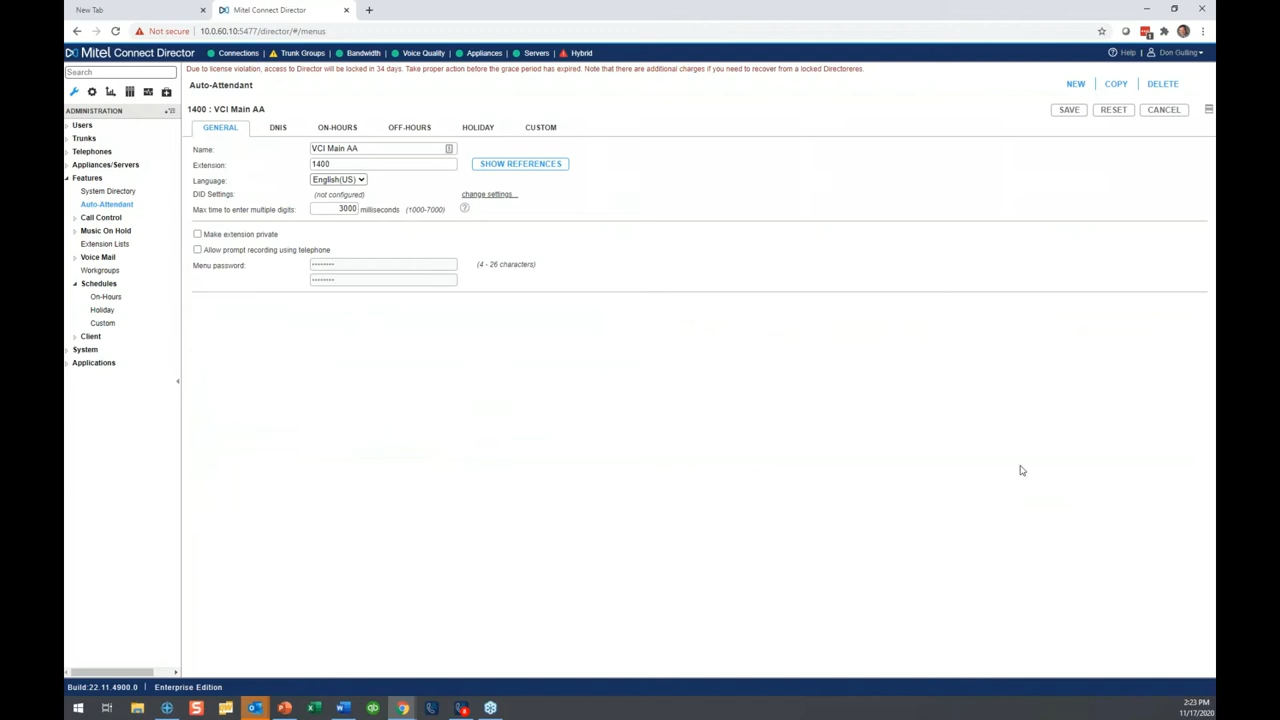 New Tab
Mitel Connect Director
Not secure | 10.0.60.10:5477/director/#/menus
Mitel Connect Director Connections Trunk Groups Bandwidth Voice Quality Appliances Servers Hybrid Help Don Gulling
Search
Due to license violation, access to Director will be locked in 34 days. Take proper action before the grace period has expired. Note that there are additional charges if you need to recover from a locked Directoreres.
Auto-Attendant
NEW COPY DELETE
ADMINISTRATION
1400 : VCI Main AA
SAVE RESET CANCEL
Users
Trunks
Telephones
Appliances/Servers
Features
System Directory
Auto-Attendant
Call Control
Music On Hold
Extension Lists
Voice Mail
Workgroups
Schedules
On-Hours
Holiday
Custom
Client
System
Applications
GENERAL DNIS ON-HOURS OFF-HOURS HOLIDAY CUSTOM
Name: VCI Main AA
Extension: 1400 SHOW REFERENCES
Language: English(US)
DID Settings: (not configured) change settings...
Max time to enter multiple digits: 3000 milliseconds (1000-7000) ?
Make extension private
Allow prompt recording using telephone
Menu password: (4 - 26 characters)
Build:22.11.4900.0 | Enterprise Edition
2:23 PM
11/17/2020